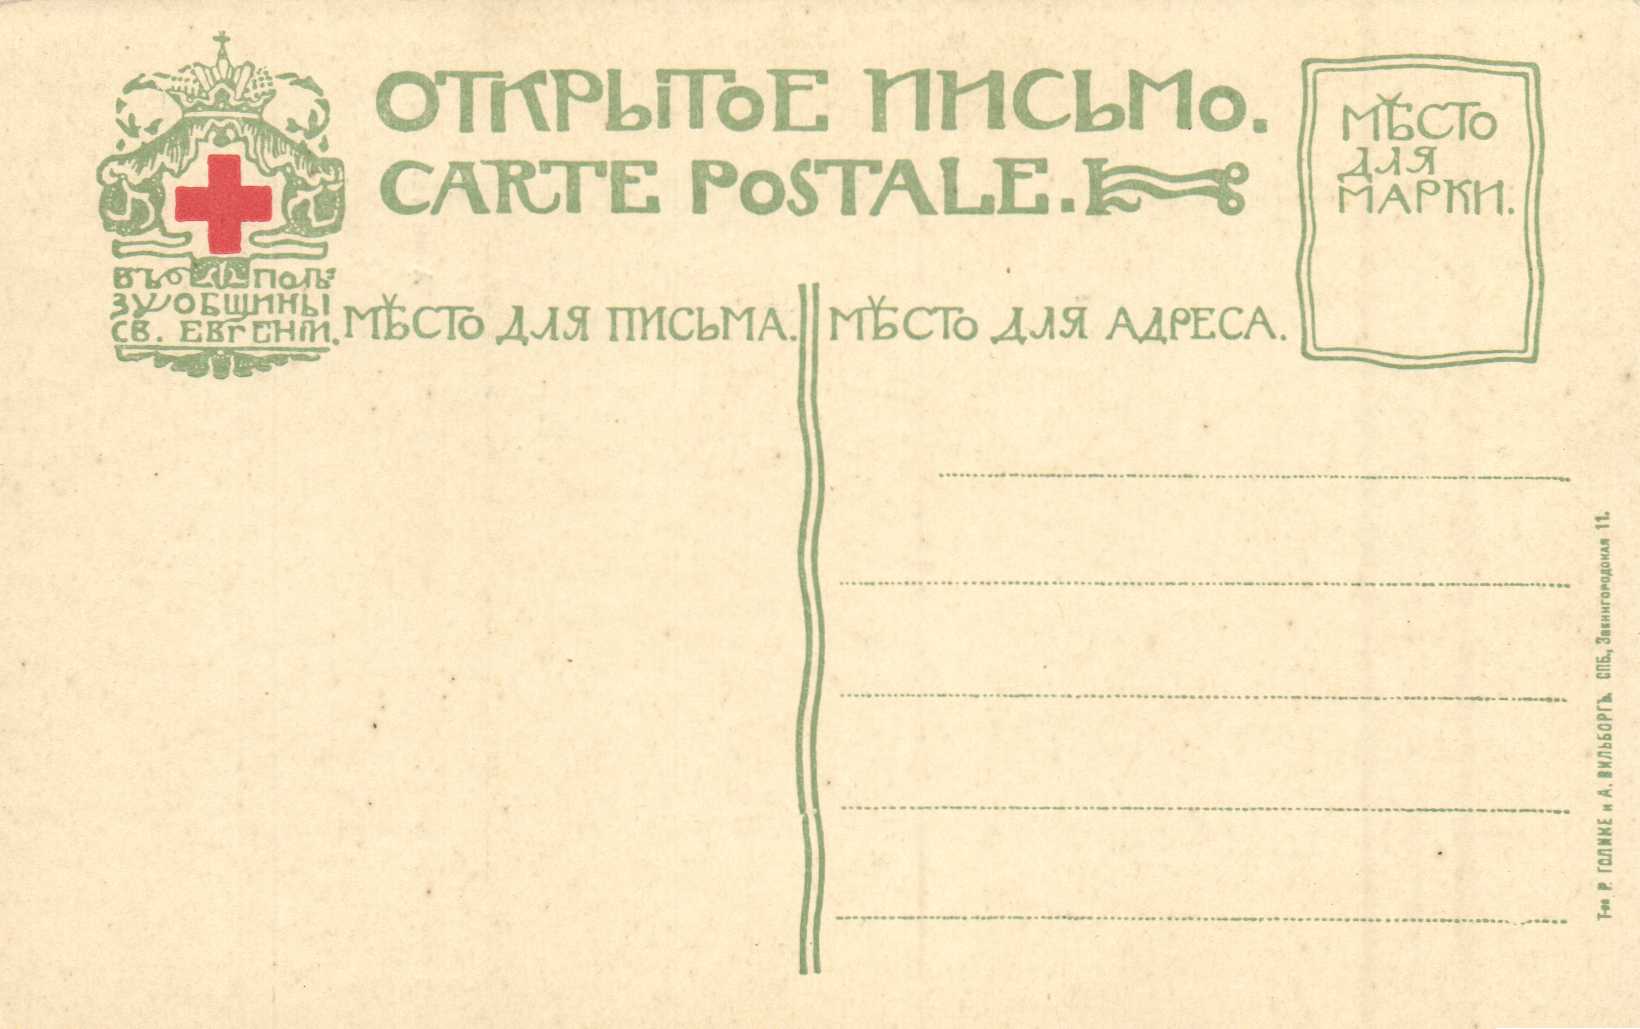 ОТКРЫТОЕ ПИСЬМО.
CARTE POSTALE.
МѢСТО
ДЛЯ
МАРКИ.
ВЪ ПОЛЬ=
ЗУ ОБЩИНЫ
СВ. ЕВГЕНІИ.
МѢСТО ДЛЯ ПИСЬМА.
МѢСТО ДЛЯ АДРЕСА.
Т-во Р. ГОЛИКЕ и А. ВИЛЬБОРГЪ. СПБ., Звенигородская 11.